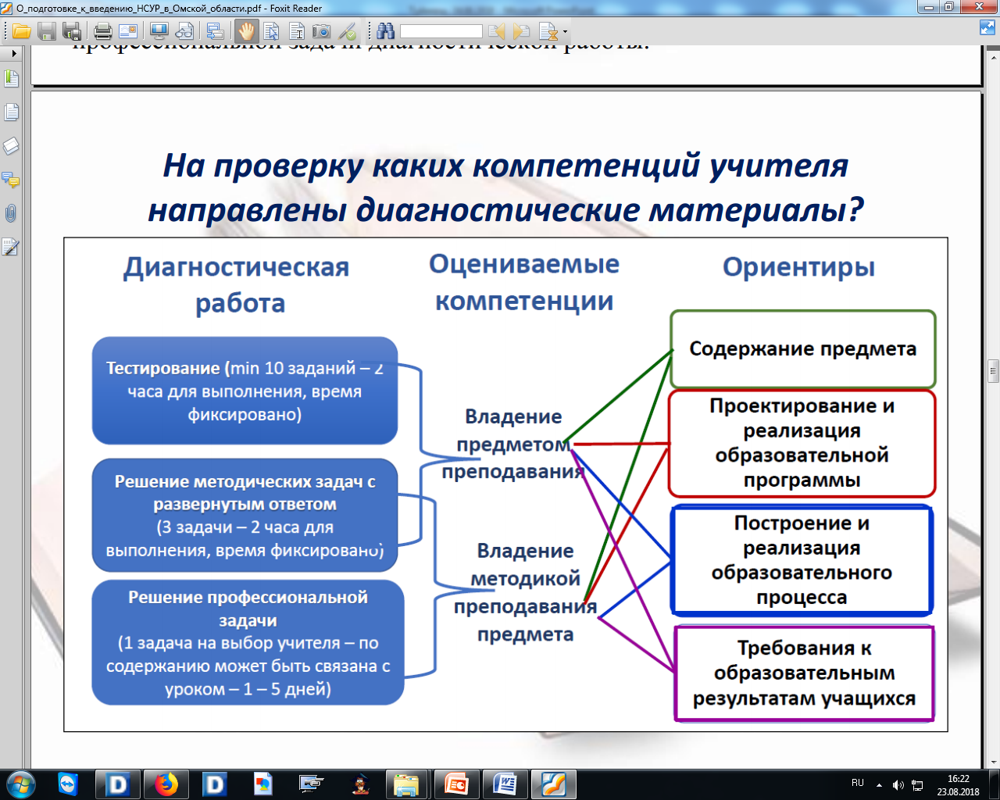 О_подготовке_к_введению_НСУР_в_Омской_области.pdf - Foxit Reader
профессиональной задачи диагностической работы.
На проверку каких компетенций учителя
направлены диагностические материалы?
Диагностическая
работа
Оцениваемые
компетенции
Ориентиры
Тестирование (min 10 заданий – 2
часа для выполнения, время
фиксировано)
Решение методических задач с
развернутым ответом
(3 задачи – 2 часа для
выполнения, время фиксировано)
Решение профессиональной
задачи
(1 задача на выбор учителя – по
содержанию может быть связана с
уроком – 1 – 5 дней)
Владение
предметом
преподавания
Владение
методикой
преподавания
предмета
Содержание предмета
Проектирование и
реализация
образовательной
программы
Построение и
реализация
образовательного
процесса
Требования к
образовательным
результатам учащихся
RU
16:22
23.08.2018